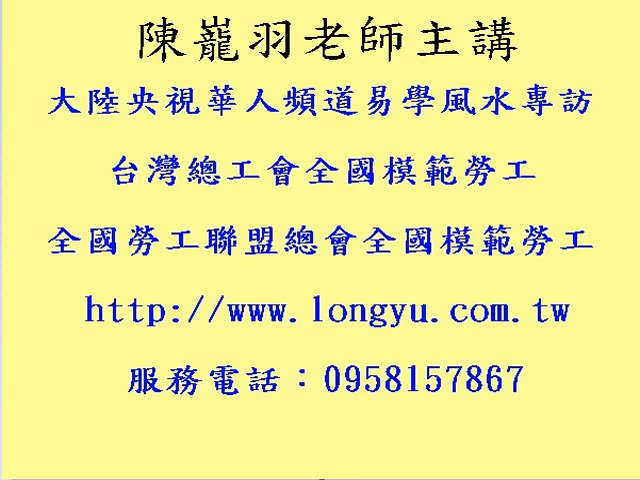 陳巃羽老師主講
大陸央視華人頻道易學風水專訪
台灣總工會全國模範勞工
全國勞工聯盟總會全國模範勞工
http://www.longyu.com.tw
服務電話：0958157867